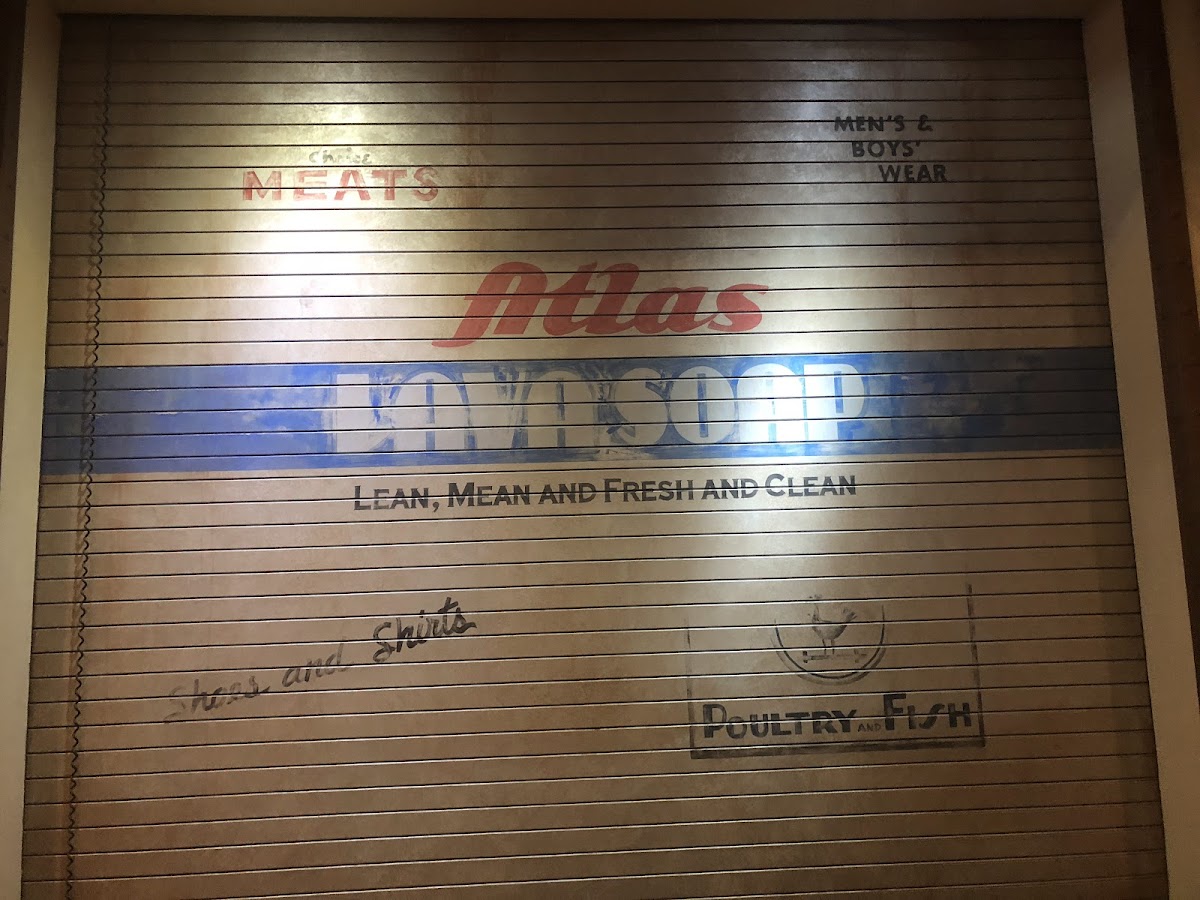 Choice
MEATS
MEN'S &
BOYS'
WEAR
Atlas
LAVA SOAP
LEAN, MEAN AND FRESH AND CLEAN
Shoes and Shirts
POULTRY AND FISH